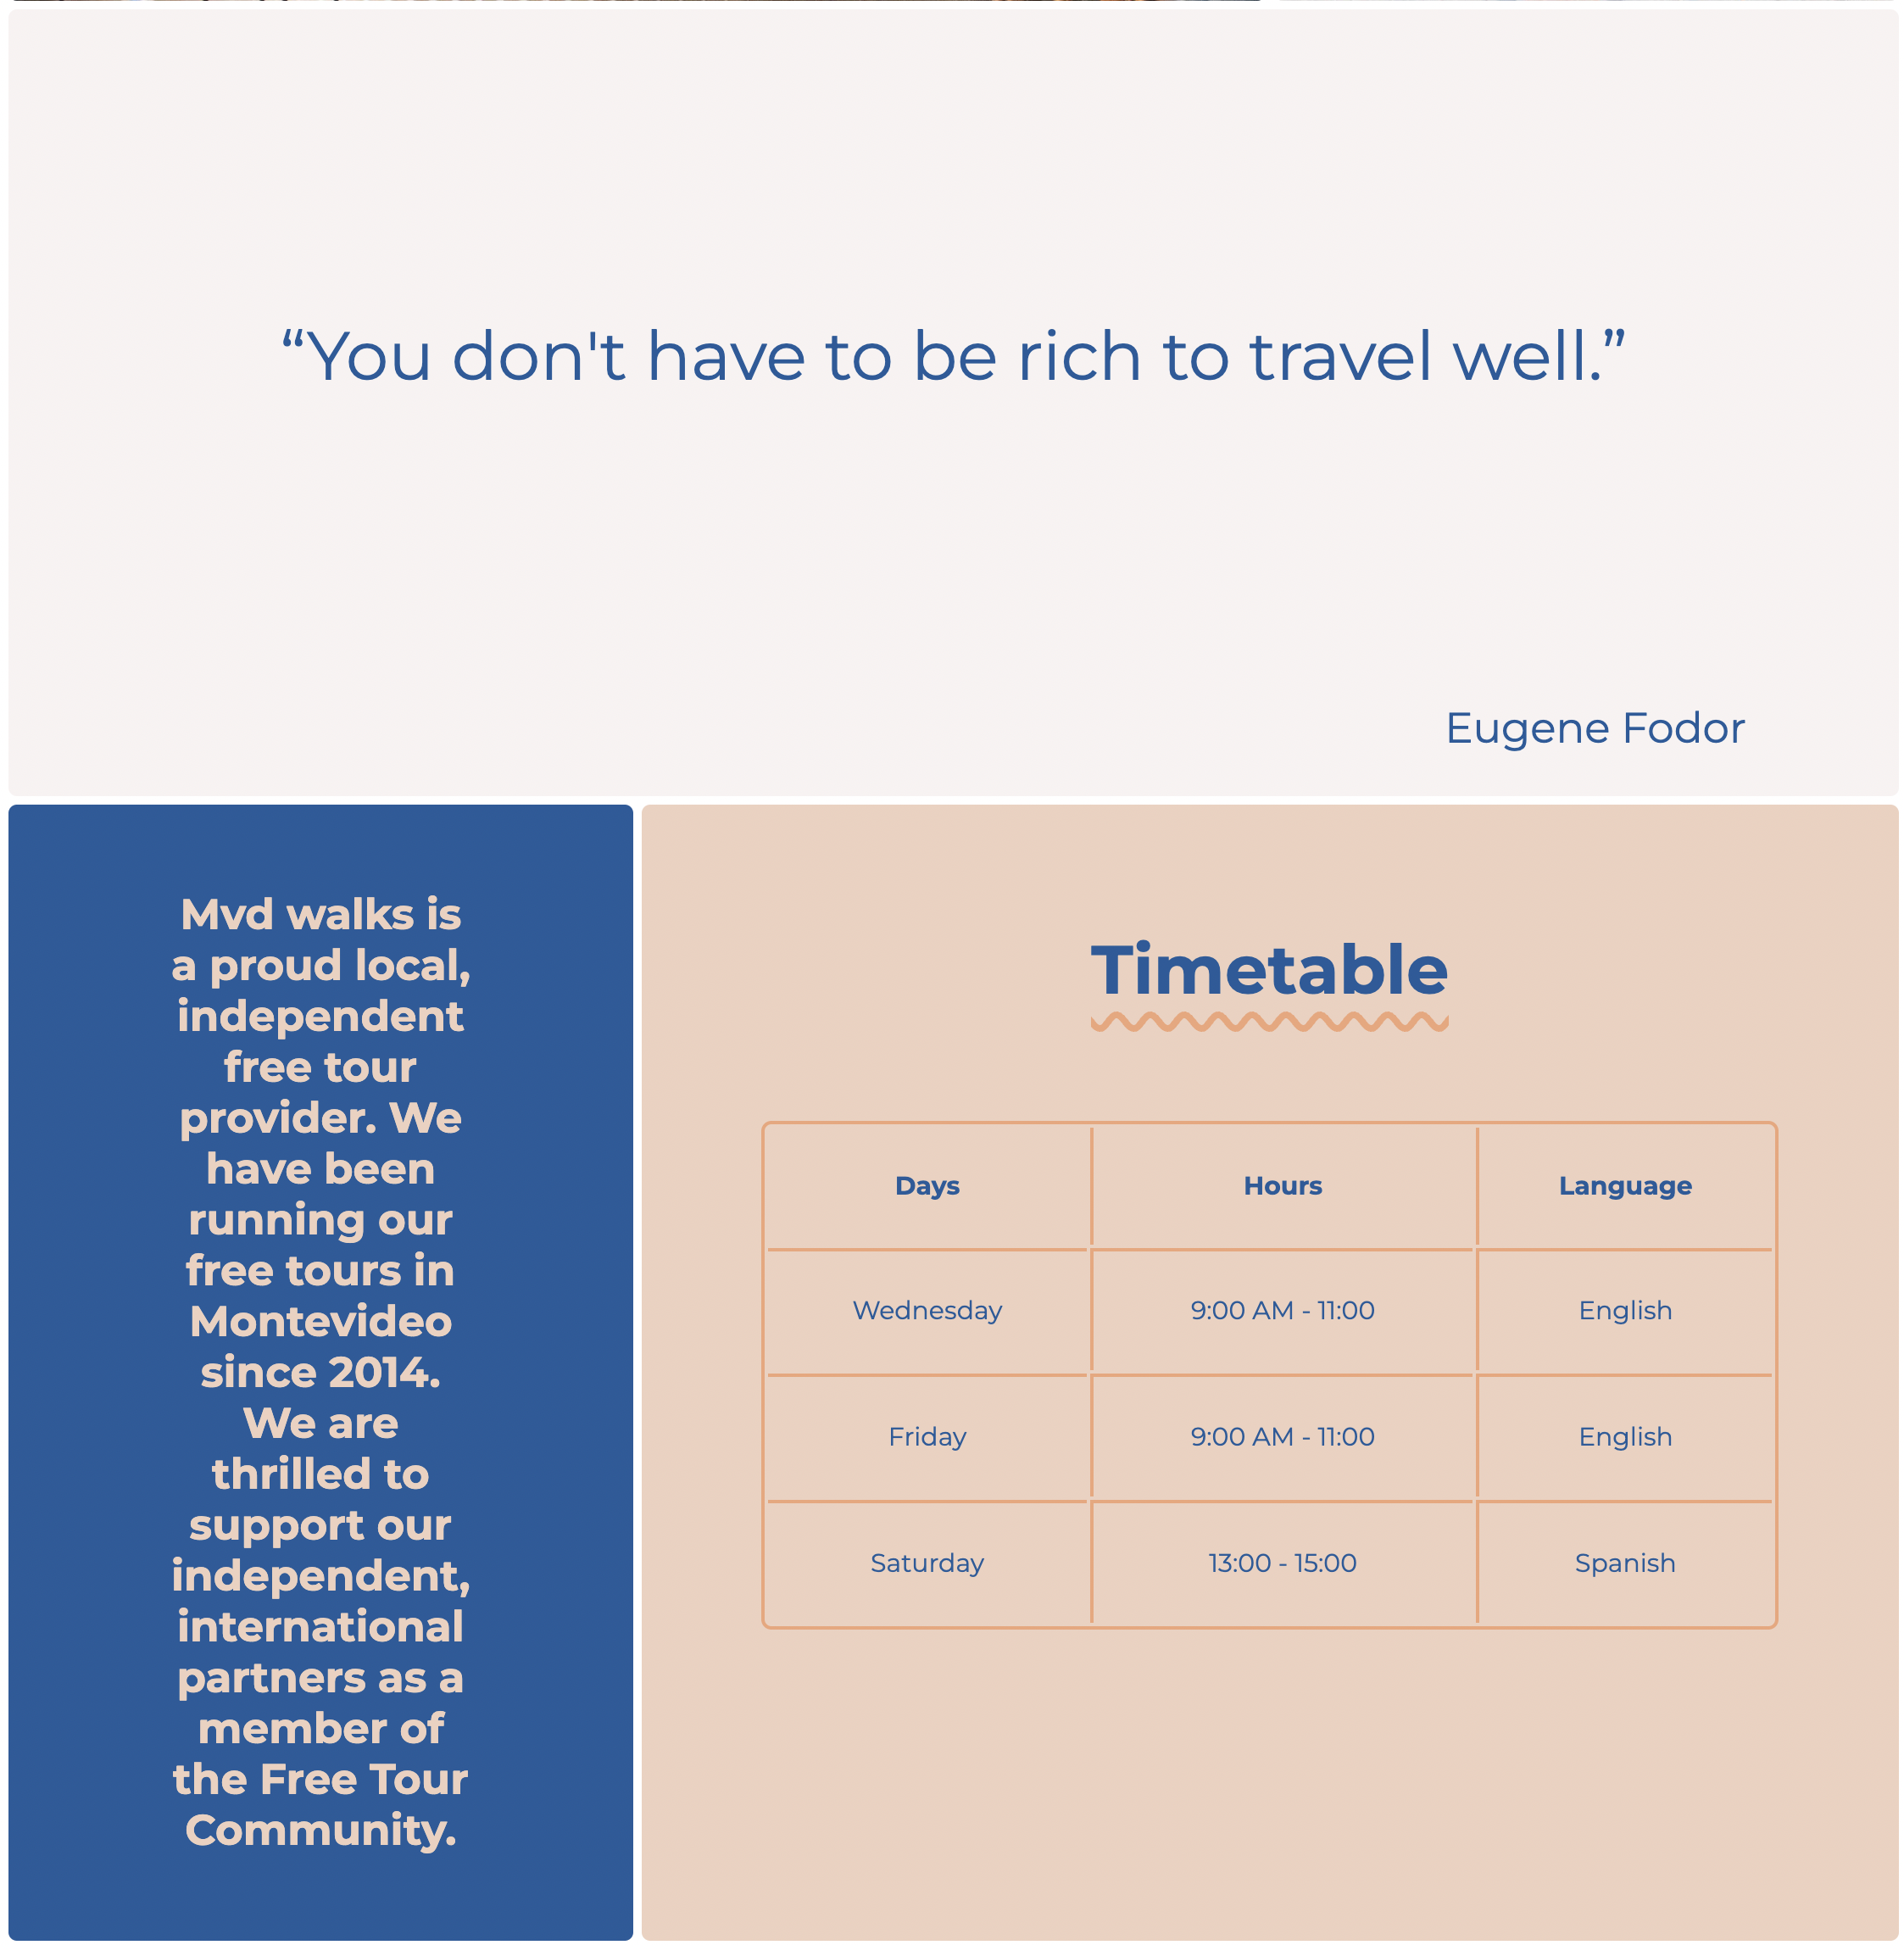 “You don't have to be rich to travel well.”
Eugene Fodor
Mvd walks is
a proud local,
independent
free tour
provider. We
have been
running our
free tours in
Montevideo
since 2014.
We are
thrilled to
support our
independent,
international
partners as a
member of
the Free Tour
Community.
Timetable
Days Hours Language
Wednesday 9:00 AM - 11:00 English
Friday 9:00 AM - 11:00 English
Saturday 13:00 - 15:00 Spanish